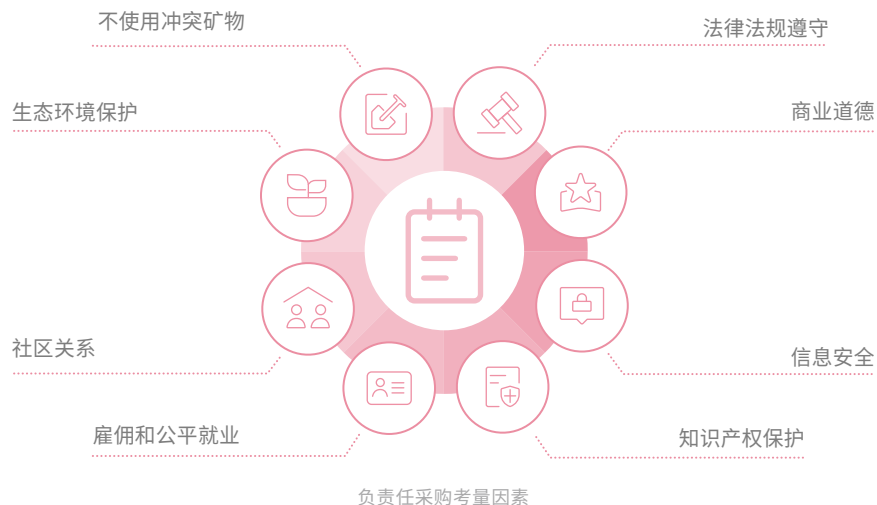 不使用冲突矿物
法律法规遵守
生态环境保护
商业道德
社区关系
信息安全
雇佣和公平就业
知识产权保护
负责任采购考量因素